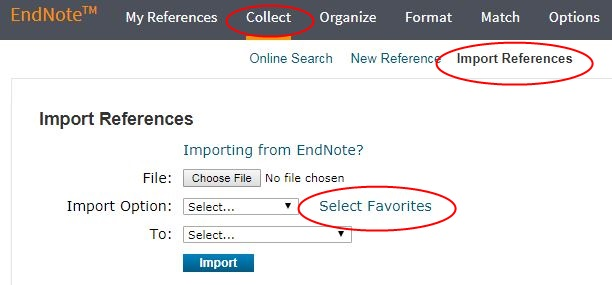 EndNote™ My References Collect Organize Format Match Options
Online Search New Reference Import References
Import References
Importing from EndNote?
File: Choose File No file chosen
Import Option: Select... Select Favorites
To: Select...
Import